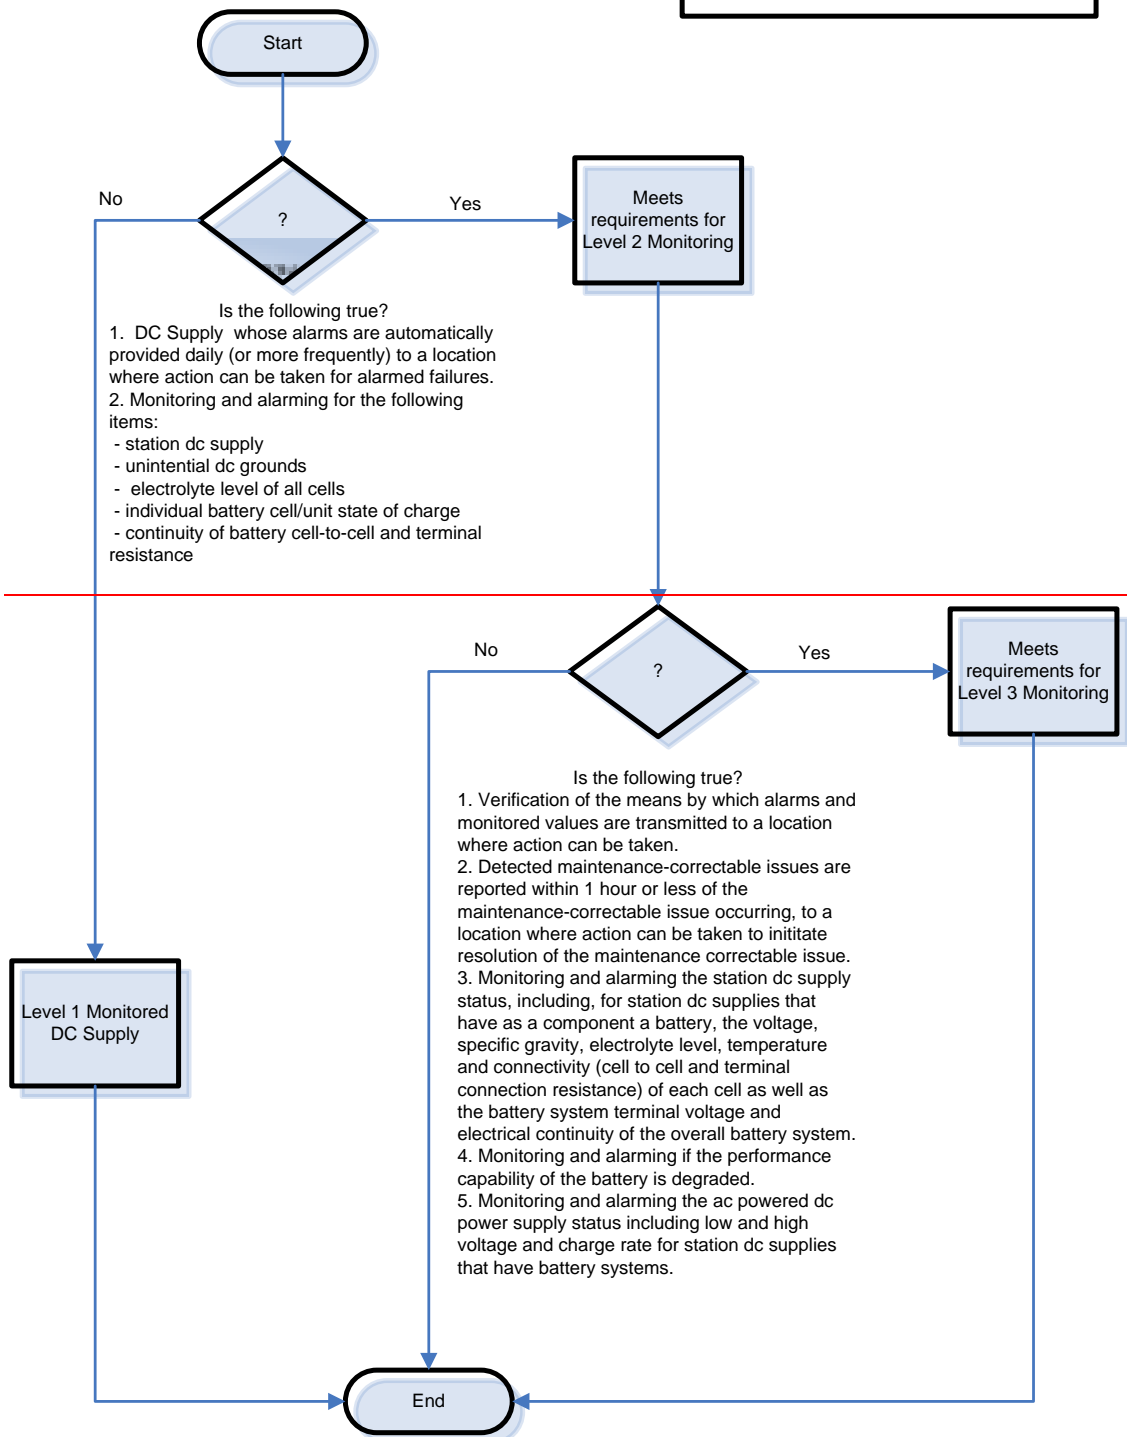 Start
No
Yes
?
Meets
requirements for
Level 2 Monitoring
Is the following true?
1.  DC Supply  whose alarms are automatically
provided daily (or more frequently) to a location
where action can be taken for alarmed failures.
2. Monitoring and alarming for the following
items:
- station dc supply
- unintential dc grounds
-  electrolyte level of all cells
- individual battery cell/unit state of charge
- continuity of battery cell-to-cell and terminal
resistance
No
Yes
?
Meets
requirements for
Level 3 Monitoring
Is the following true?
1. Verification of the means by which alarms and
monitored values are transmitted to a location
where action can be taken.
2. Detected maintenance-correctable issues are
reported within 1 hour or less of the
maintenance-correctable issue occurring, to a
location where action can be taken to inititate
resolution of the maintenance correctable issue.
3. Monitoring and alarming the station dc supply
status, including, for station dc supplies that
have as a component a battery, the voltage,
specific gravity, electrolyte level, temperature
and connectivity (cell to cell and terminal
connection resistance) of each cell as well as
the battery system terminal voltage and
electrical continuity of the overall battery system.
4. Monitoring and alarming if the performance
capability of the battery is degraded.
5. Monitoring and alarming the ac powered dc
power supply status including low and high
voltage and charge rate for station dc supplies
that have battery systems.
Level 1 Monitored
DC Supply
End